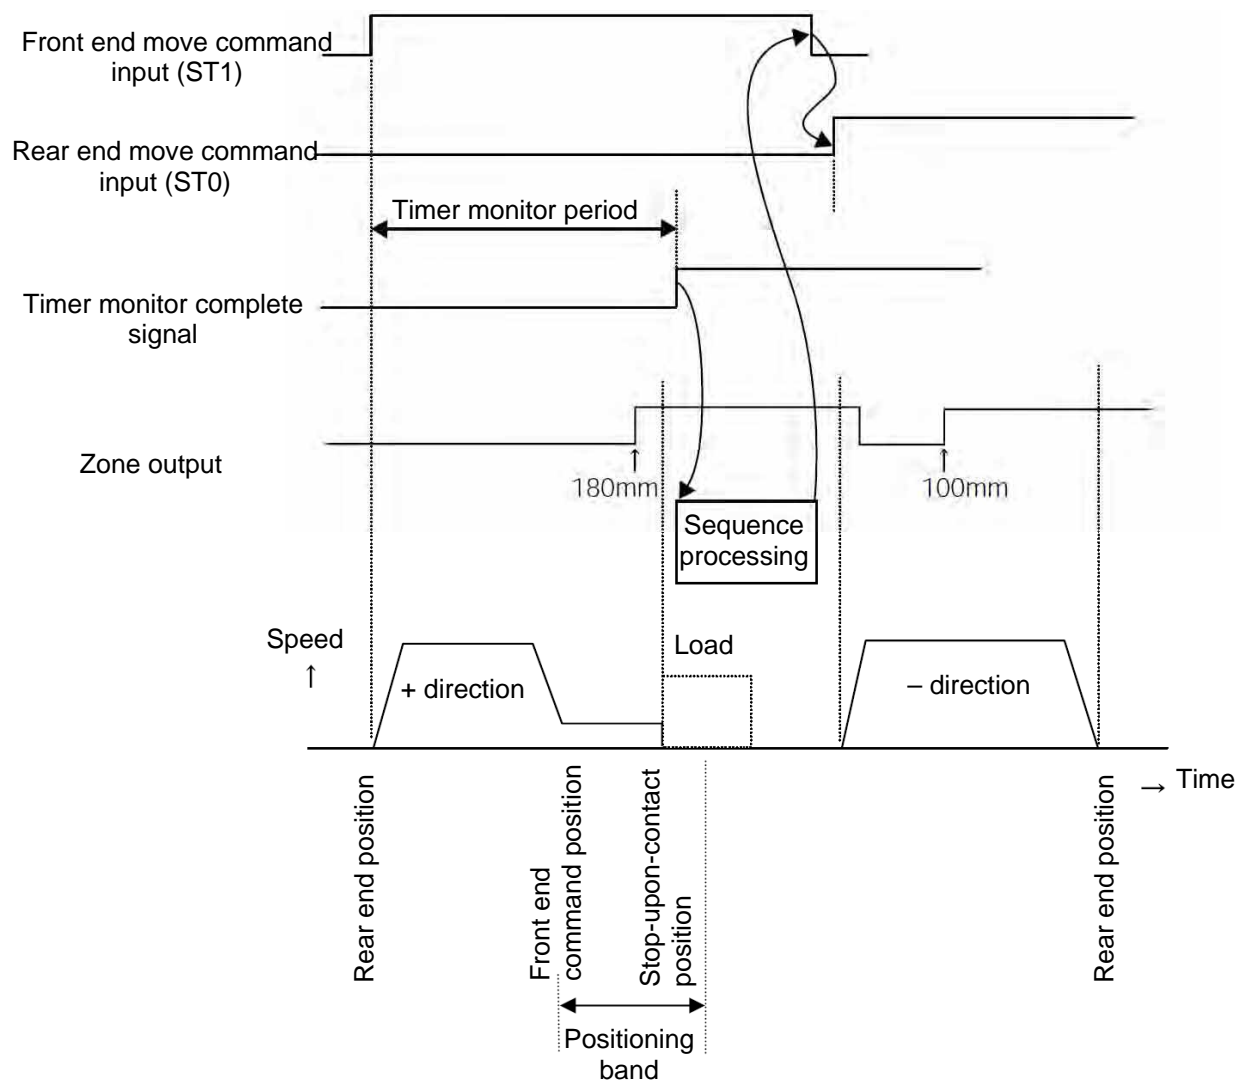 Front end move command
input (ST1)
Rear end move command
input (ST0)
Timer monitor period
Timer monitor complete
signal
Zone output
180mm
100mm
Sequence
processing
Speed
↑
Load
+ direction
– direction
→ Time
Rear end position
Front end
command position
Stop-upon-contact
position
Rear end position
Positioning
band